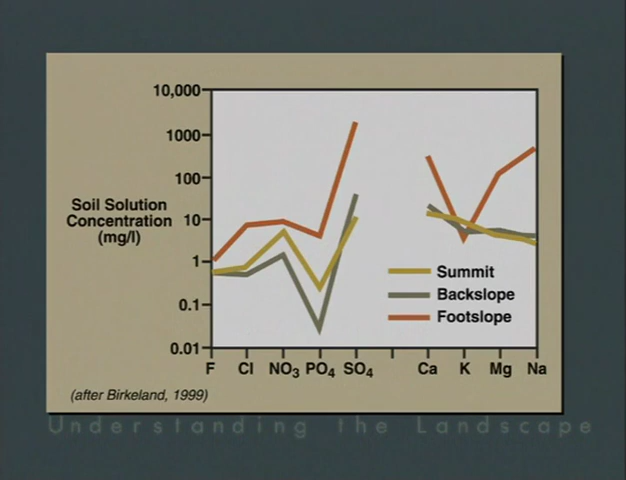 10,000
1000
100
10
1
0.1
0.01
Soil Solution
Concentration
(mg/l)
Summit
Backslope
Footslope
F Cl NO3 PO4 SO4 Ca K Mg Na
(after Birkeland, 1999)
Understanding the Landscape